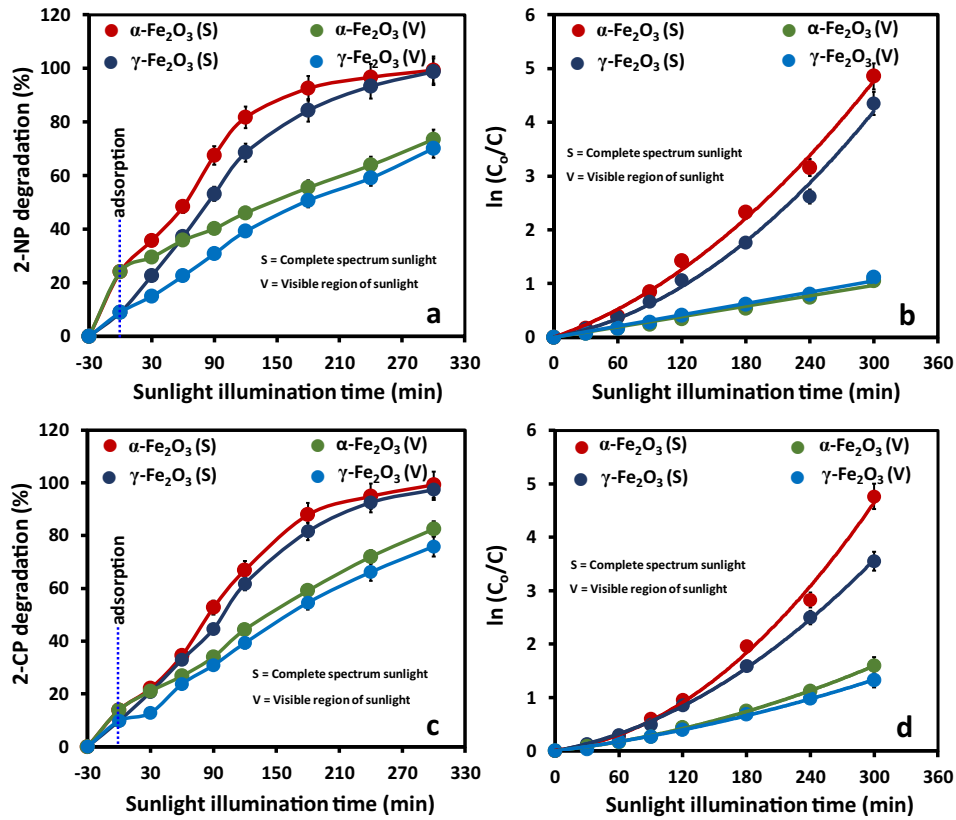 120
100
80
60
40
20
0
-30
30
90
150
210
270
330
2-NP degradation (%)
Sunlight illumination time (min)
α-Fe₂O₃ (S)
α-Fe₂O₃ (V)
γ-Fe₂O₃ (S)
γ-Fe₂O₃ (V)
adsorption
S = Complete spectrum sunlight
V = Visible region of sunlight
a
6
5
4
3
2
1
0
0
60
120
180
240
300
360
ln (Cₒ/C)
Sunlight illumination time (min)
α-Fe₂O₃ (S)
α-Fe₂O₃ (V)
γ-Fe₂O₃ (S)
γ-Fe₂O₃ (V)
S = Complete spectrum sunlight
V = Visible region of sunlight
b
120
100
80
60
40
20
0
-30
30
90
150
210
270
330
2-CP degradation (%)
Sunlight illumination time (min)
α-Fe₂O₃ (S)
α-Fe₂O₃ (V)
γ-Fe₂O₃ (S)
γ-Fe₂O₃ (V)
adsorption
S = Complete spectrum sunlight
V = Visible region of sunlight
c
6
5
4
3
2
1
0
0
60
120
180
240
300
360
ln (Cₒ/C)
Sunlight illumination time (min)
α-Fe₂O₃ (S)
α-Fe₂O₃ (V)
γ-Fe₂O₃ (S)
γ-Fe₂O₃ (V)
S = Complete spectrum sunlight
V = Visible region of sunlight
d